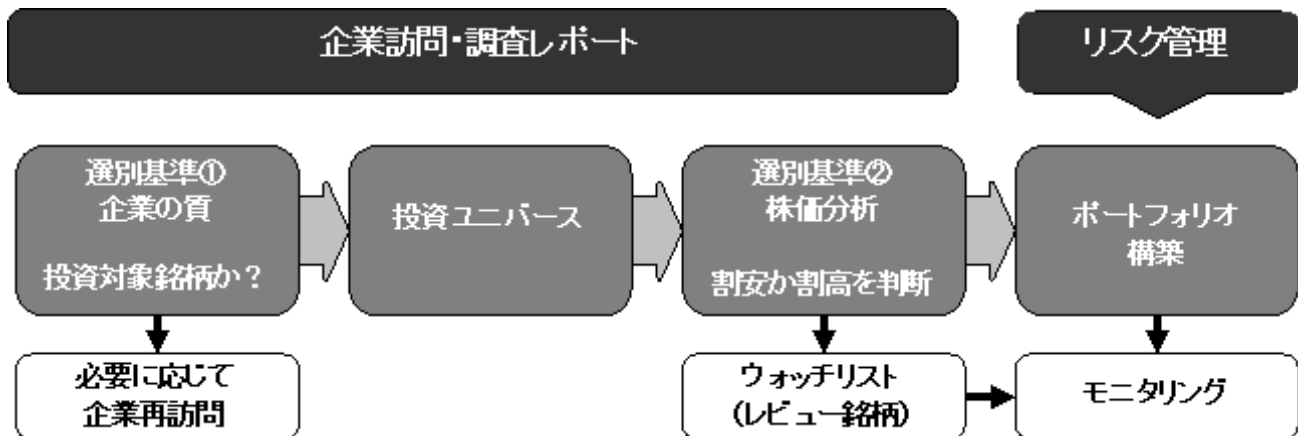 企業訪問・調査レポート
リスク管理
選別基準①
企業の質
投資対象銘柄か？
投資ユニバース
選別基準②
株価分析
割安か割高を判断
ポートフォリオ
構築
必要に応じて
企業再訪問
ウォッチリスト
(レビュー銘柄)
モニタリング